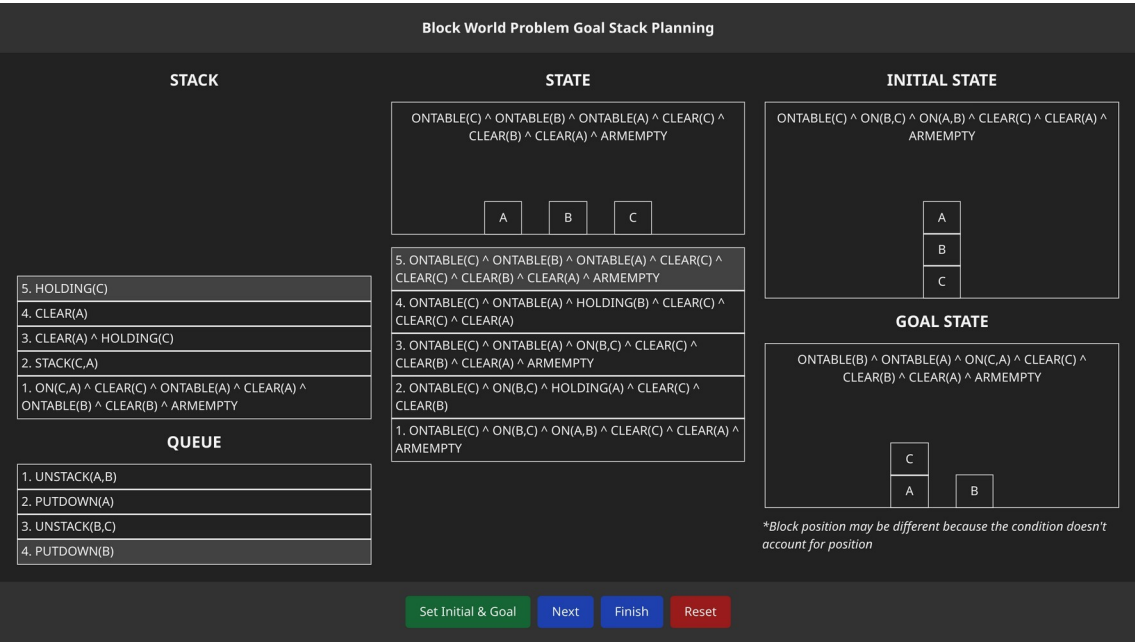 Block World Problem Goal Stack Planning
STACK
5. HOLDING(C)
4. CLEAR(A)
3. CLEAR(A) ^ HOLDING(C)
2. STACK(C,A)
1. ON(C,A) ^ CLEAR(C) ^ ONTABLE(A) ^ CLEAR(A) ^
ONTABLE(B) ^ CLEAR(B) ^ ARMEMPTY
QUEUE
1. UNSTACK(A,B)
2. PUTDOWN(A)
3. UNSTACK(B,C)
4. PUTDOWN(B)
STATE
ONTABLE(C) ^ ONTABLE(B) ^ ONTABLE(A) ^ CLEAR(C) ^
CLEAR(B) ^ CLEAR(A) ^ ARMEMPTY
A B C
5. ONTABLE(C) ^ ONTABLE(B) ^ ONTABLE(A) ^ CLEAR(C) ^
CLEAR(C) ^ CLEAR(B) ^ CLEAR(A) ^ ARMEMPTY
4. ONTABLE(C) ^ ONTABLE(A) ^ HOLDING(B) ^ CLEAR(C) ^
CLEAR(C) ^ CLEAR(A)
3. ONTABLE(C) ^ ONTABLE(A) ^ ON(B,C) ^ CLEAR(C) ^
CLEAR(B) ^ CLEAR(A) ^ ARMEMPTY
2. ONTABLE(C) ^ ON(B,C) ^ HOLDING(A) ^ CLEAR(C) ^
CLEAR(B)
1. ONTABLE(C) ^ ON(B,C) ^ ON(A,B) ^ CLEAR(C) ^ CLEAR(A) ^
ARMEMPTY
INITIAL STATE
ONTABLE(C) ^ ON(B,C) ^ ON(A,B) ^ CLEAR(C) ^ CLEAR(A) ^
ARMEMPTY
A
B
C
GOAL STATE
ONTABLE(B) ^ ONTABLE(A) ^ ON(C,A) ^ CLEAR(C) ^
CLEAR(B) ^ CLEAR(A) ^ ARMEMPTY
C
A B
*Block position may be different because the condition doesn't
account for position
Set Initial & Goal Next Finish Reset